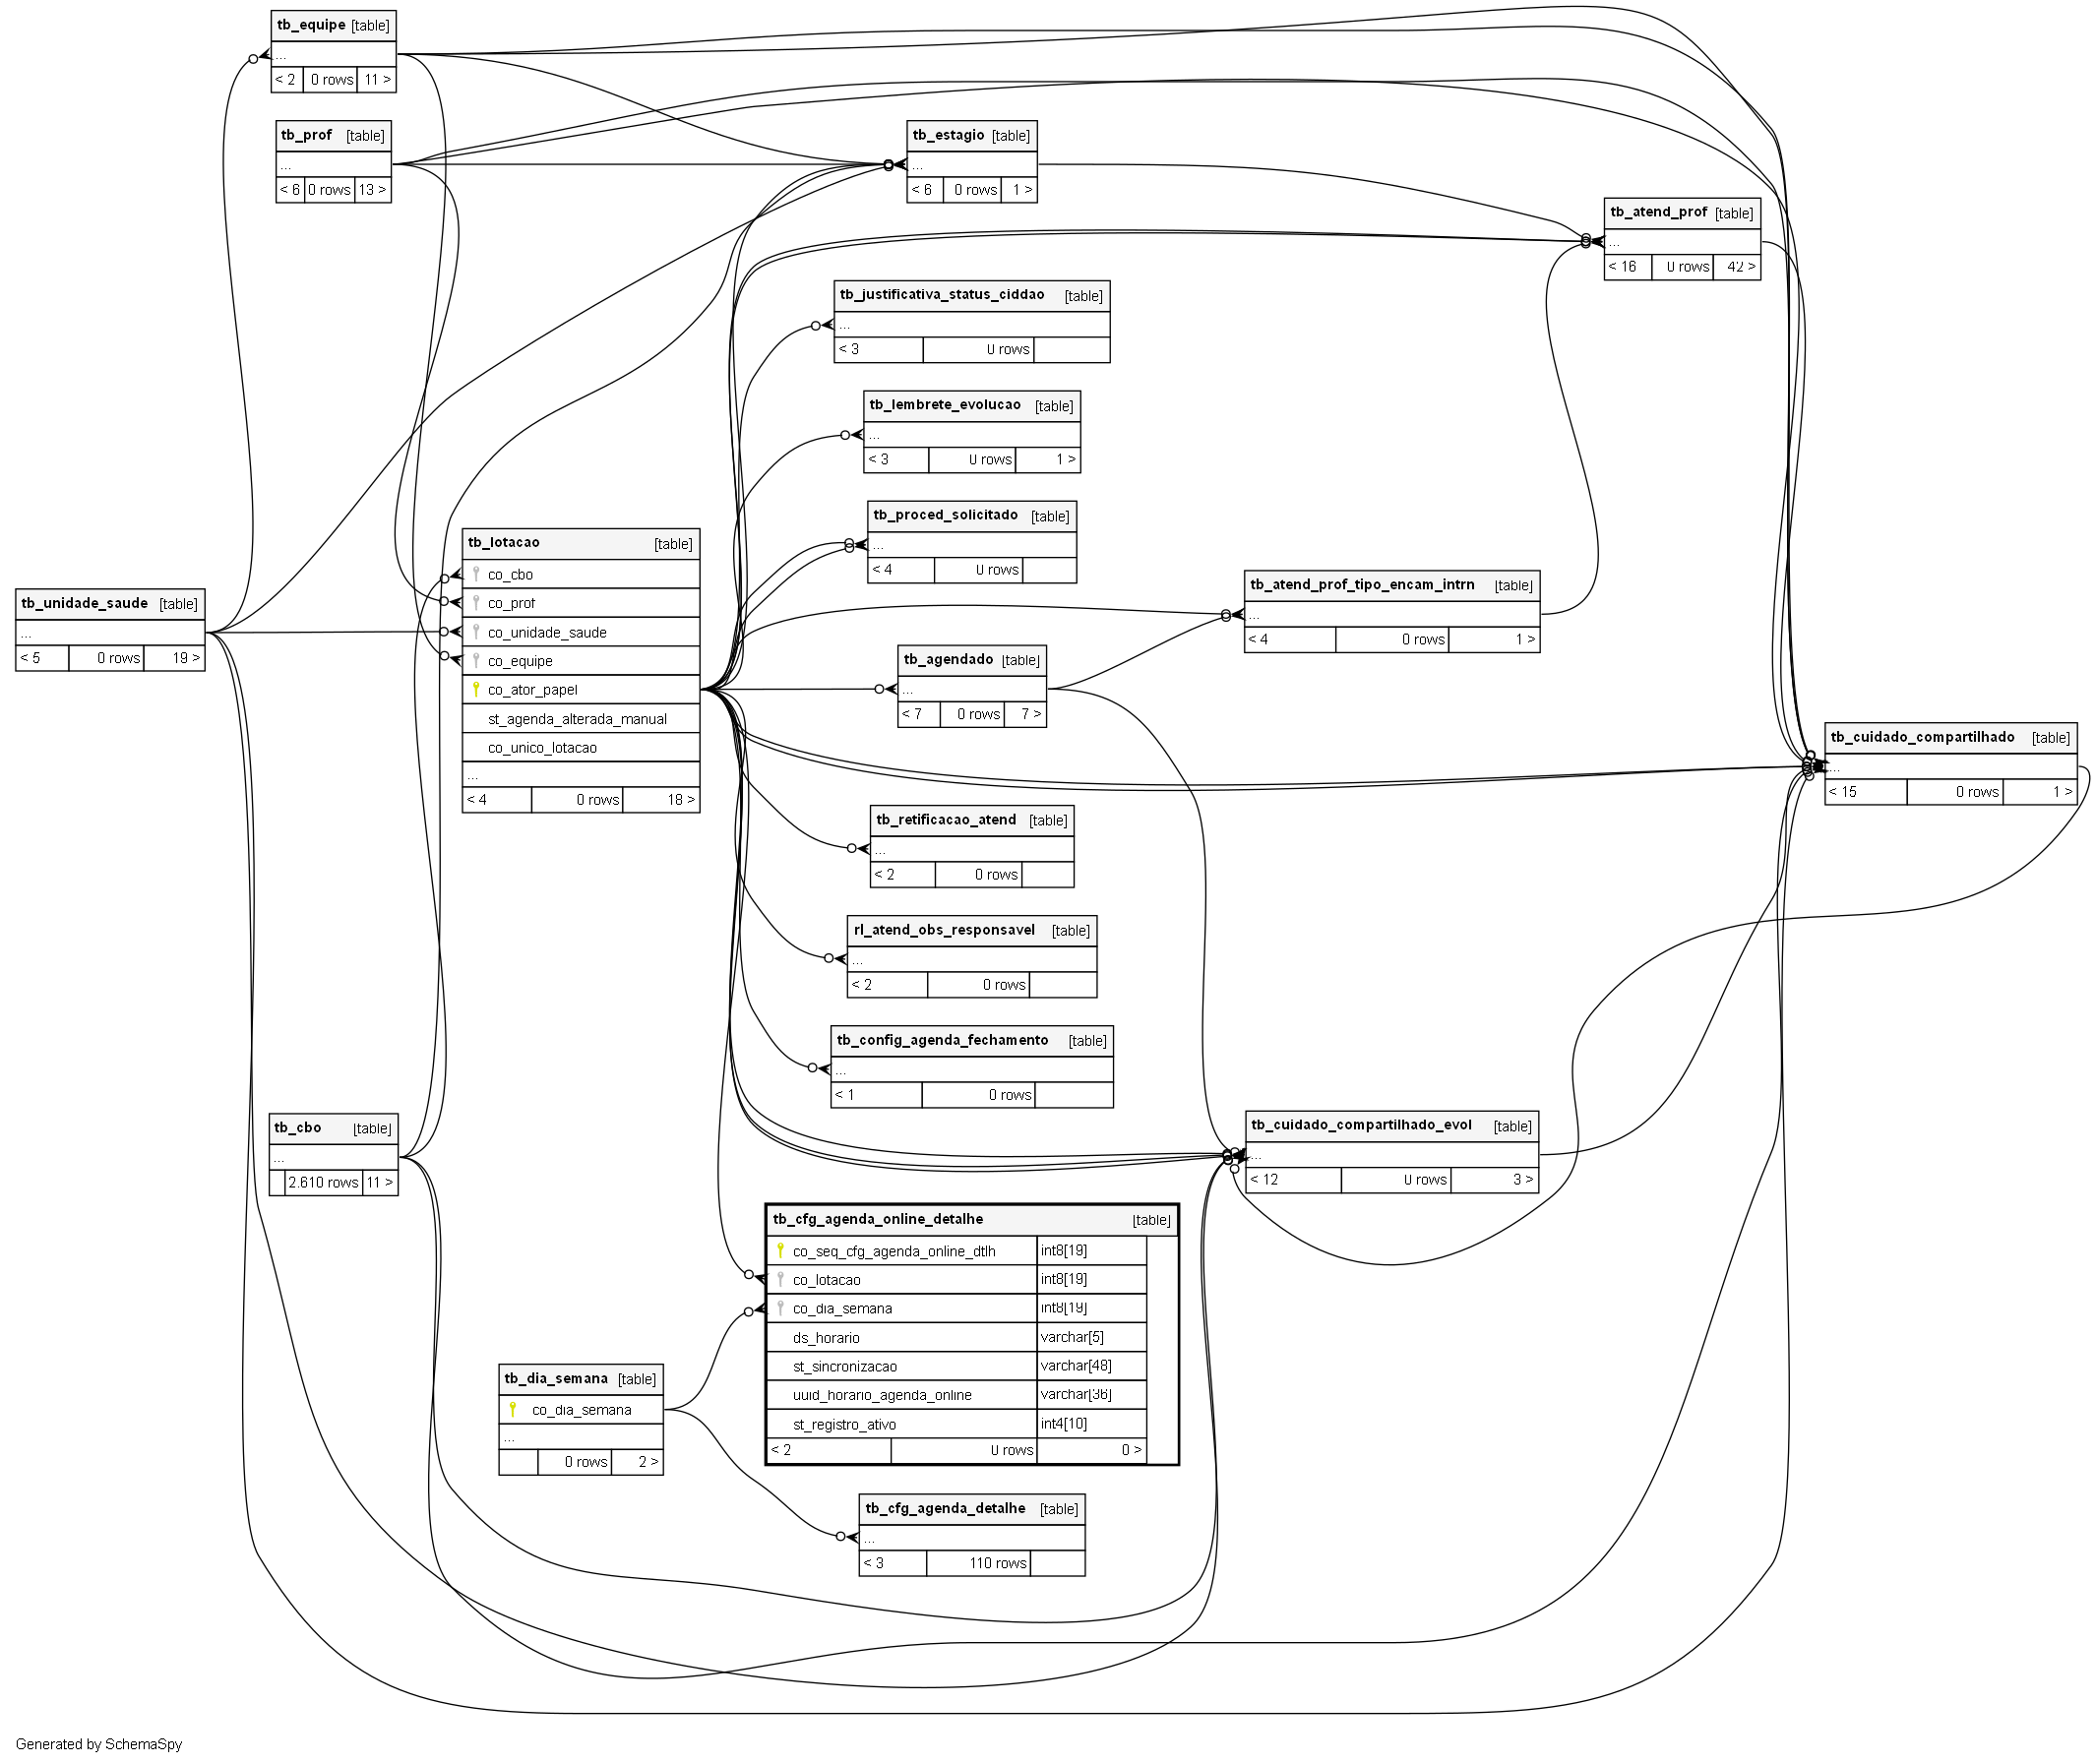 tb_equipe [table]
...
< 2 0 rows 11 >
tb_prof [table]
...
< 6 0 rows 13 >
tb_estagio [table]
...
< 6 0 rows 1 >
tb_atend_prof [table]
...
< 16 0 rows 42 >
tb_justificativa_status_ciddao [table]
...
< 3 0 rows
tb_lembrete_evolucao [table]
...
< 3 0 rows 1 >
tb_proced_solicitado [table]
...
< 4 0 rows
tb_lotacao [table]
co_cbo
co_prof
co_unidade_saude
co_equipe
co_ator_papel
st_agenda_alterada_manual
co_unico_lotacao
...
< 4 0 rows 18 >
tb_unidade_saude [table]
...
< 5 0 rows 19 >
tb_atend_prof_tipo_encam_intrn [table]
...
< 4 0 rows 1 >
tb_agendado [table]
...
< 7 0 rows 7 >
tb_cuidado_compartilhado [table]
...
< 15 0 rows 1 >
tb_retificacao_atend [table]
...
< 2 0 rows
rl_atend_obs_responsavel [table]
...
< 2 0 rows
tb_config_agenda_fechamento [table]
...
< 1 0 rows
tb_cbo [table]
...
2.610 rows 11 >
tb_cuidado_compartilhado_evol [table]
...
< 12 0 rows 3 >
tb_cfg_agenda_online_detalhe [table]
co_seq_cfg_agenda_online_dtlh int8[19]
co_lotacao int8[19]
co_dia_semana int8[19]
ds_horario varchar[5]
st_sincronizacao varchar[48]
uuid_horario_agenda_online varchar[36]
st_registro_ativo int4[10]
< 2 0 rows 0 >
tb_dia_semana [table]
co_dia_semana
...
0 rows 2 >
tb_cfg_agenda_detalhe [table]
...
< 3 110 rows
Generated by SchemaSpy